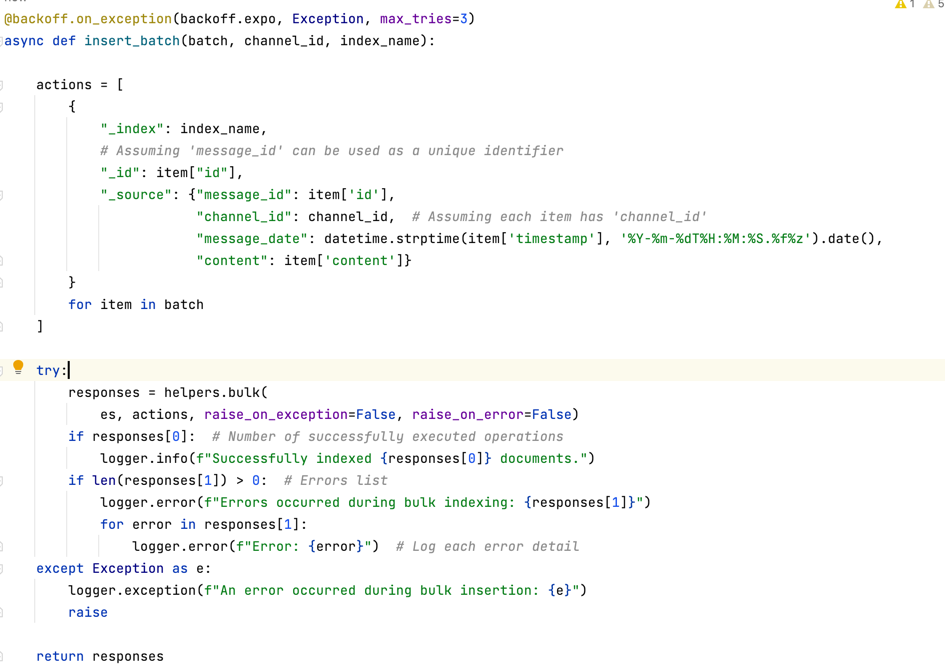 @backoff.on_exception(backoff.expo, Exception, max_tries=3)
async def insert_batch(batch, channel_id, index_name):
actions = [
{
"_index": index_name,
# Assuming 'message_id' can be used as a unique identifier
"_id": item["id"],
"_source": {"message_id": item['id'],
"channel_id": channel_id,  # Assuming each item has 'channel_id'
"message_date": datetime.strptime(item['timestamp'], '%Y-%m-%dT%H:%M:%S.%f%z').date(),
"content": item['content']}
}
for item in batch
]
try:
responses = helpers.bulk(
es, actions, raise_on_exception=False, raise_on_error=False)
if responses[0]:  # Number of successfully executed operations
logger.info(f"Successfully indexed {responses[0]} documents.")
if len(responses[1]) > 0:  # Errors list
logger.error(f"Errors occurred during bulk indexing: {responses[1]}")
for error in responses[1]:
logger.error(f"Error: {error}")  # Log each error detail
except Exception as e:
logger.exception(f"An error occurred during bulk insertion: {e}")
raise
return responses